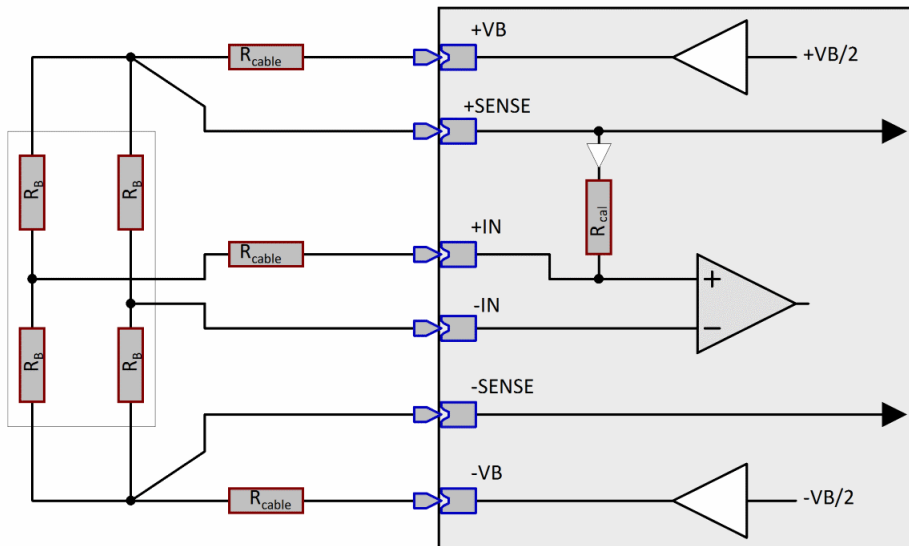 +VB
Rcable
+VB/2
+SENSE
RB
RB
Rcal
+IN
Rcable
+
-IN
−
RB
RB
-SENSE
-VB
Rcable
-VB/2